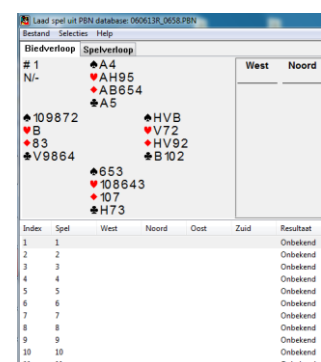 Laad spel uit PBN database: 060613R_0658.PBN
Bestand Selecties Help
Biedverloop Spelverloop
# 1 ♠A4 West Noord
N/- ♥AH95
♦AB654
♣A5
♠109872 ♠HVB
♥B ♥V72
♦83 ♦HV92
♣V9864 ♣B102
♠653
♥108643
♦107
♣H73
Index Spel West Noord Oost Zuid Resultaat
1 1 Onbekend
2 2 Onbekend
3 3 Onbekend
4 4 Onbekend
5 5 Onbekend
6 6 Onbekend
7 7 Onbekend
8 8 Onbekend
9 9 Onbekend
10 10 Onbekend